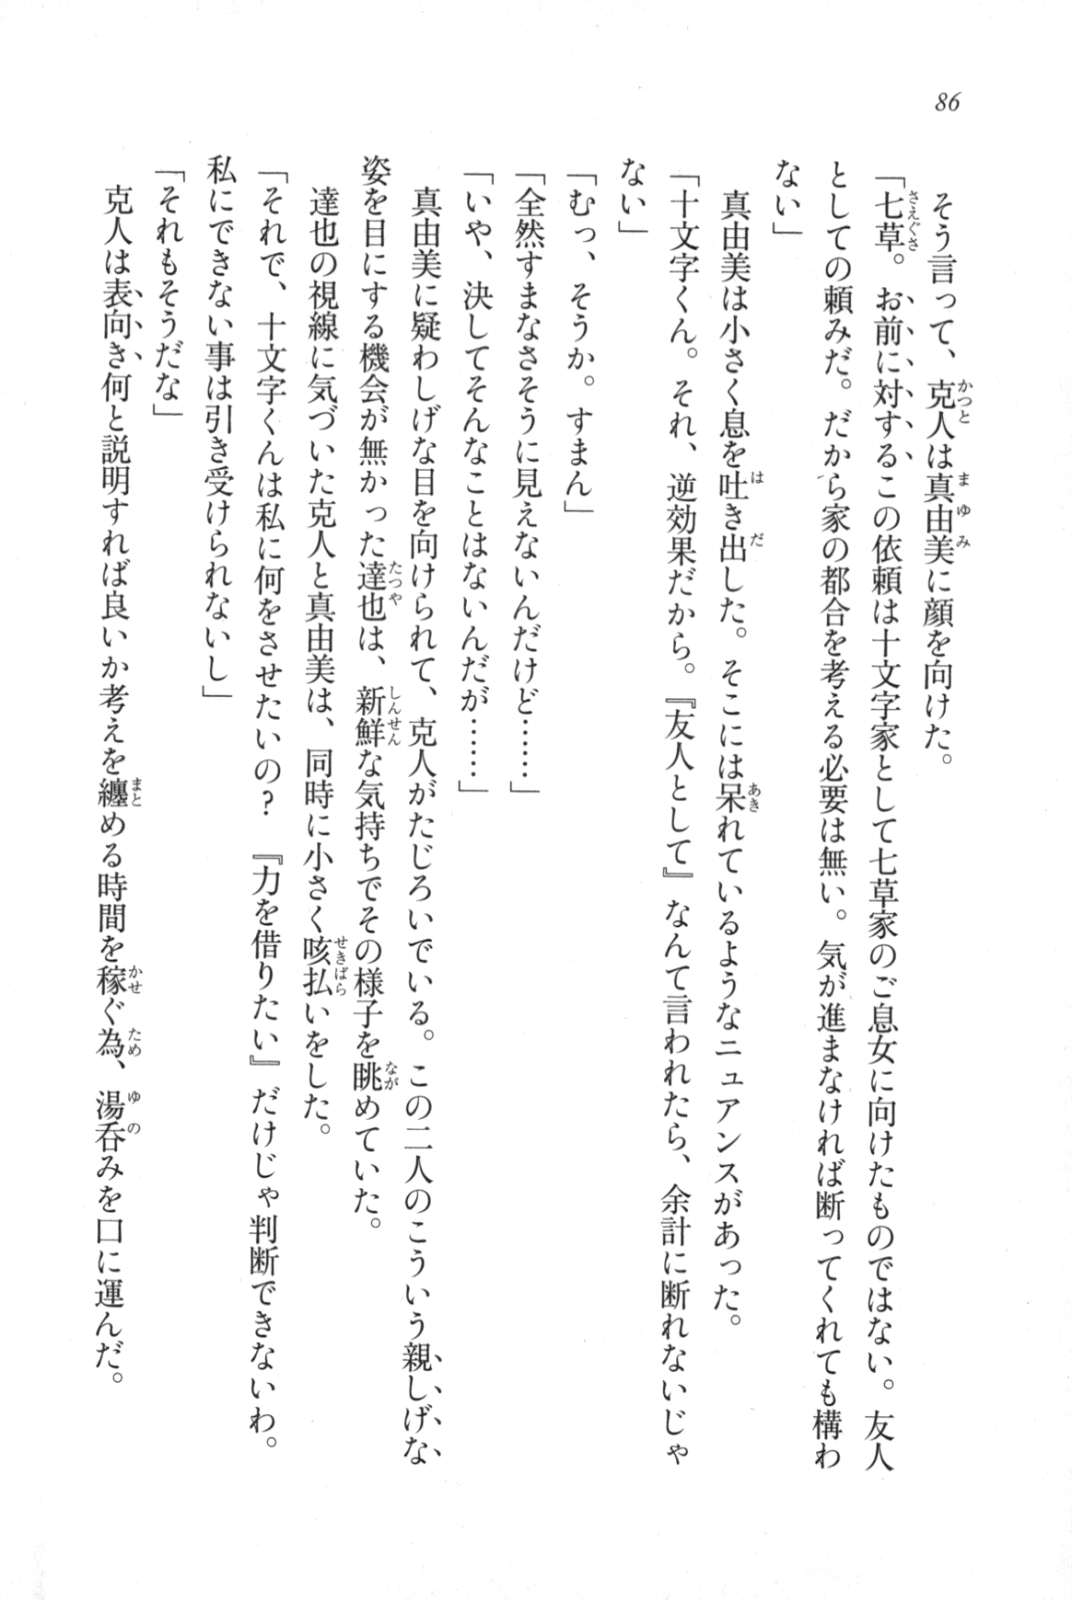 86
そう言って、克人は真由美に顔を向けた。
「七草。お前に対するこの依頼は十文字家として七草家のご息女に向けたものではない。友人
としての頼みだ。だから家の都合を考える必要は無い。気が進まなければ断ってくれても構わ
ない」
真由美は小さく息を吐き出した。そこには呆れているようなニュアンスがあった。
「十文字くん。それ、逆効果だから。『友人として』なんて言われたら、余計に断れないじゃ
ない」
「むっ、そうか。すまん」
「全然すまなさそうに見えないんだけど……」
「いや、決してそんなことはないんだが……」
真由美に疑わしげな目を向けられて、克人がたじろいでいる。この二人のこういう親しげな
姿を目にする機会が無かった達也は、新鮮な気持ちでその様子を眺めていた。
達也の視線に気づいた克人と真由美は、同時に小さく咳払いをした。
「それで、十文字くんは私に何をさせたいの？　『力を借りたい』だけじゃ判断できないわ。
私にできない事は引き受けられないし」
「それもそうだな」
克人は表向き何と説明すれば良いか考えを纏める時間を稼ぐ為、湯呑みを口に運んだ。